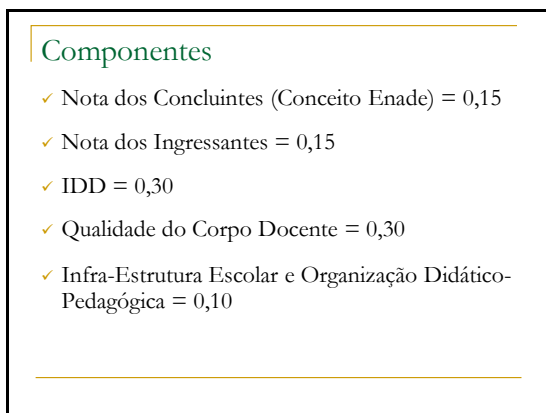 Componentes
Nota dos Concluintes (Conceito Enade) = 0,15
Nota dos Ingressantes = 0,15
IDD = 0,30
Qualidade do Corpo Docente = 0,30
Infra-Estrutura Escolar e Organização Didático-
Pedagógica = 0,10